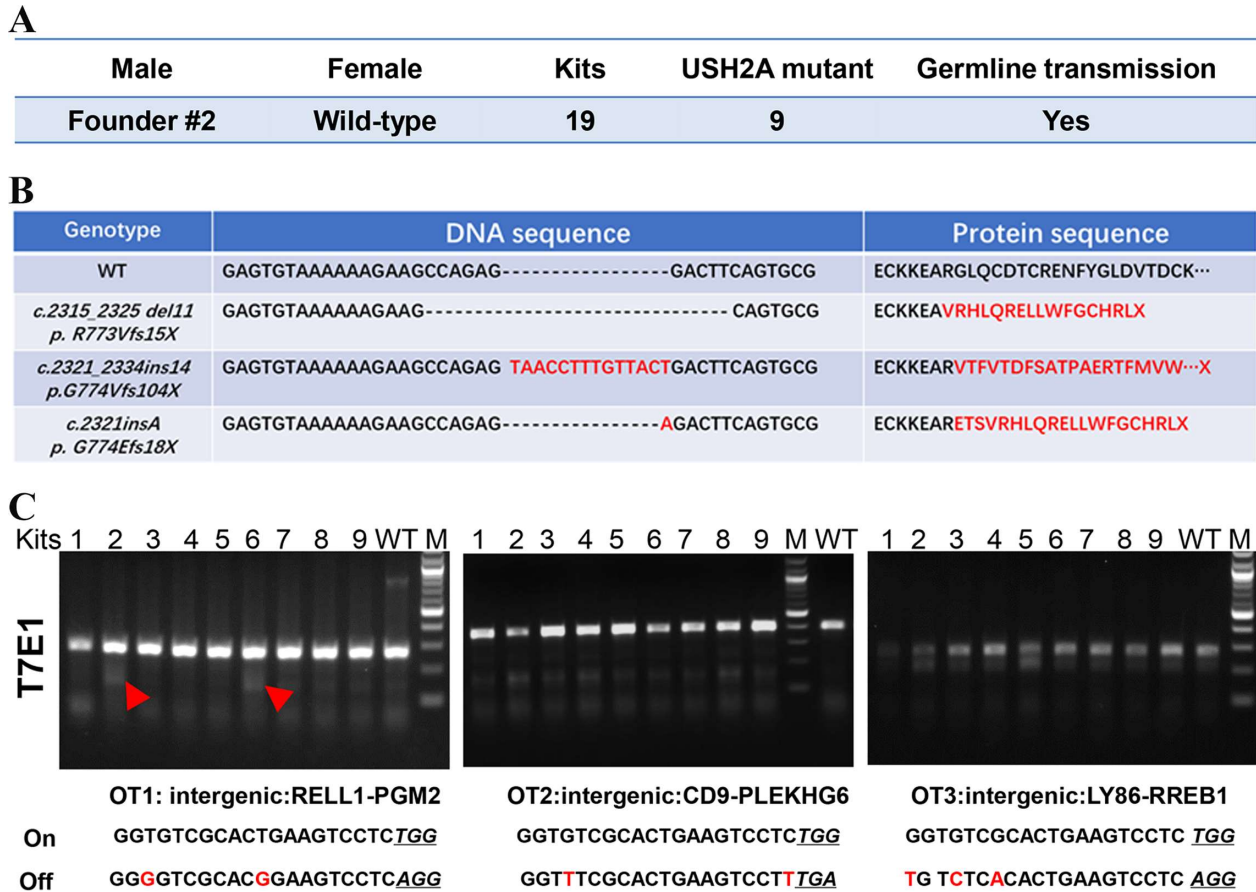 A
Male Female Kits USH2A mutant Germline transmission
Founder #2 Wild-type 19 9 Yes
B
Genotype DNA sequence Protein sequence
WT GAGTGTAAAAAAGAAGCCAGAG----------------GACTTCAGTGCG ECKKEARGLQCDTCRENFYGLDVTDCK···
c.2315_2325 del11
p. R773Vfs15X
GAGTGTAAAAAAGAAG-----------------------------CAGTGCG ECKKEAVRHLQRELLWFGCHRLX
c.2321_2334ins14
p.G774Vfs104X
GAGTGTAAAAAAGAAGCCAGAG TAACCTTTGTTACTGACTTCAGTGCG ECKKEARVTFVTDFSATPAERTFMVW···X
c.2321insA
p. G774Efs18X
GAGTGTAAAAAAGAAGCCAGAG---------------AGACTTCAGTGCG ECKKEARETSVRHLQRELLWFGCHRLX
C
Kits 1 2 3 4 5 6 7 8 9 WT M 1 2 3 4 5 6 7 8 9 M WT 1 2 3 4 5 6 7 8 9 WT M
T7E1
OT1: intergenic:RELL1-PGM2 OT2:intergenic:CD9-PLEKHG6 OT3:intergenic:LY86-RREB1
On GGTGTCGCACTGAAGTCCTCTGG GGTGTCGCACTGAAGTCCTCTGG GGTGTCGCACTGAAGTCCTC TGG
Off GGGGTCGCACGGAAGTCCTCAGG GGTTTCGCACTGAAGTCCTTTGA TG TCTCACACTGAAGTCCTC AGG